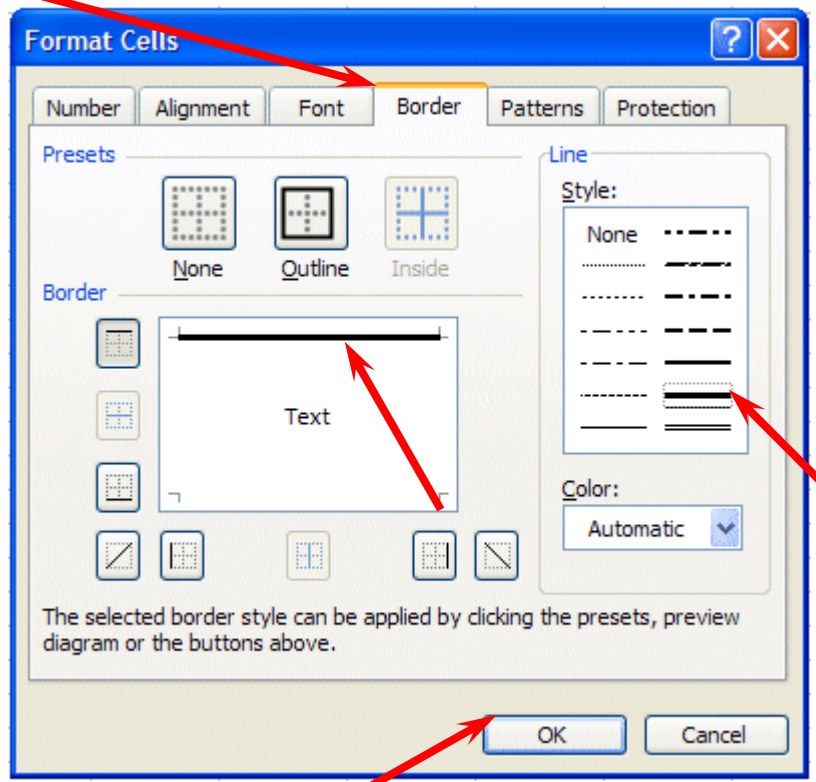 Format Cells
Number Alignment Font Border Patterns Protection
Presets
None Outline Inside
Border
Text
Line
Style:
None
Color:
Automatic
The selected border style can be applied by clicking the presets, preview
diagram or the buttons above.
OK Cancel